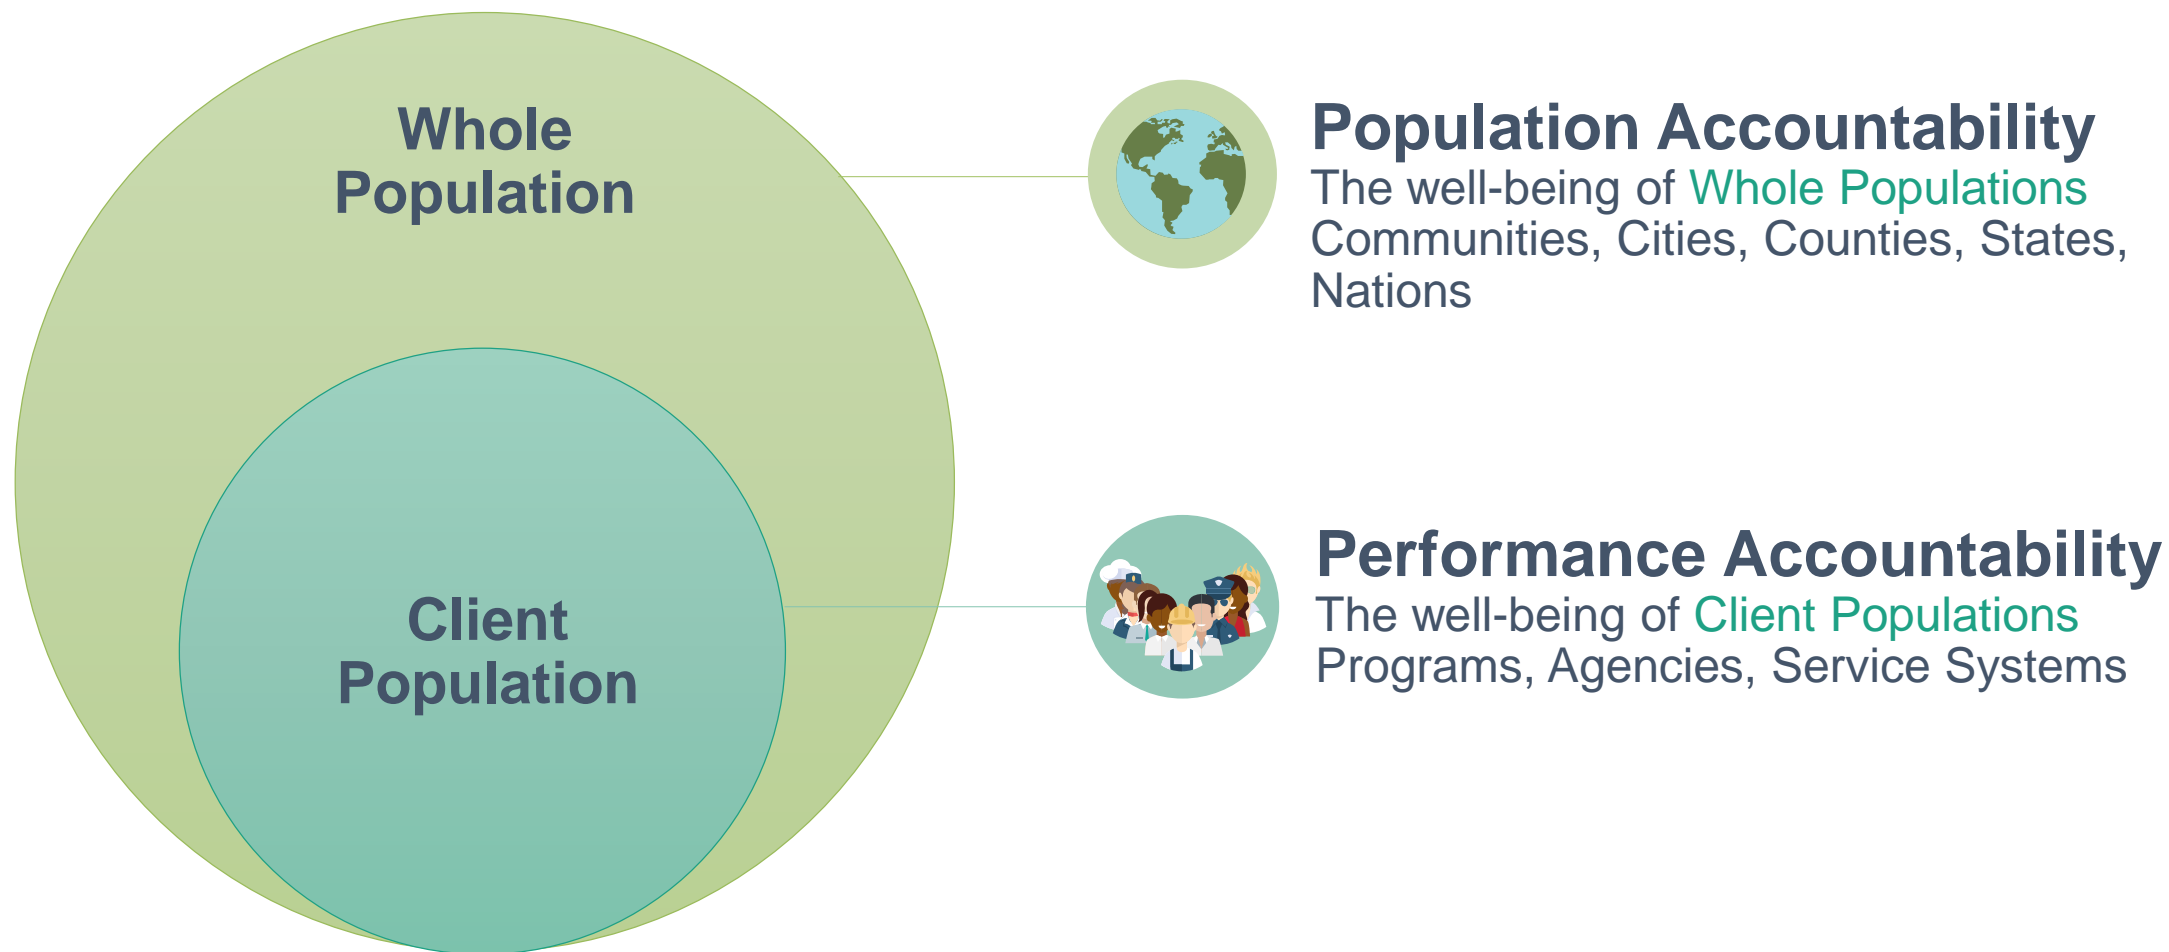 Whole
Population
Client
Population
Population Accountability
The well-being of Whole Populations
Communities, Cities, Counties, States,
Nations
Performance Accountability
The well-being of Client Populations
Programs, Agencies, Service Systems